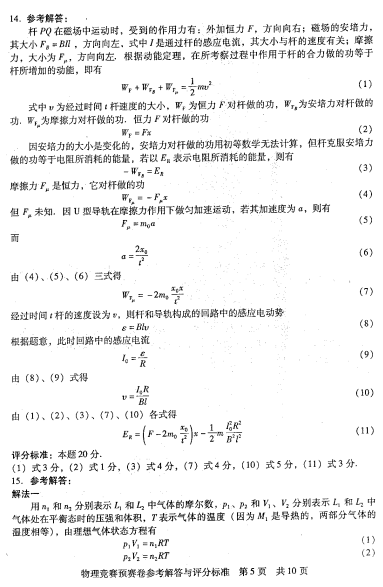 14. 参考解答:
杆 PQ 在磁场中运动时，受到的作用力有：外加恒力 F，方向向右；磁场的安培力，
其大小 F_B = BIl，方向向左，式中 I 是通过杆的感应电流，其大小与杆的速度有关；摩擦
力，大小为 F_μ，方向向左. 根据动能定理，在所考察过程中作用于杆的合力做的功等于
杆所增加的动能，即有
W_F + W_{F_B} + W_{F_μ} = 1/2 mv² (1)
式中 v 为经过时间 t 杆速度的大小，W_F 为恒力 F 对杆做的功，W_{F_B} 为安培力对杆做的
功. W_{F_μ} 为摩擦力对杆做的功. 恒力 F 对杆做的功
W_F = Fx (2)
因安培力的大小是变化的，安培力对杆做的功用初等数学无法计算，但杆克服安培力
做的功等于电阻所消耗的能量，若以 E_R 表示电阻所消耗的能量，则有
- W_{F_B} = E_R (3)
摩擦力 F_μ 是恒力，它对杆做的功
W_{F_μ} = - F_μ x (4)
但 F_μ 未知. 因 U 型导轨在摩擦力作用下做匀加速运动，若其加速度为 a，则有
F_μ = m₀a (5)
而
a = 2x₀/t² (6)
由 (4)、(5)、(6) 三式得
W_{F_μ} = - 2m₀ x₀x/t² (7)
经过时间 t 杆的速度设为 v，则杆和导轨构成的回路中的感应电动势
ε = Blv (8)
根据题意，此时回路中的感应电流
I₀ = ε/R (9)
由 (8)、(9) 式得
v = I₀R/Bl (10)
由 (1)、(2)、(3)、(7)、(10) 各式得
E_R = (F - 2m₀ x₀/t²)x - 1/2 m I₀²R²/B²l² (11)
评分标准：本题 20 分.
(1) 式 3 分，(2) 式 1 分，(3) 式 4 分，(7) 式 4 分，(10) 式 5 分，(11) 式 3 分.
15. 参考解答:
解法一
用 n₁ 和 n₂ 分别表示 L₁ 和 L₂ 中气体的摩尔数，p₁、p₂ 和 V₁、V₂ 分别表示 L₁ 和 L₂ 中
气体处在平衡态时的压强和体积，T 表示气体的温度（因为 M₁ 是导热的，两部分气体的
温度相等），由理想气体状态方程有
p₁V₁ = n₁RT (1)
p₂V₂ = n₂RT (2)
物理竞赛预赛卷参考解答与评分标准 第 5 页 共 10 页